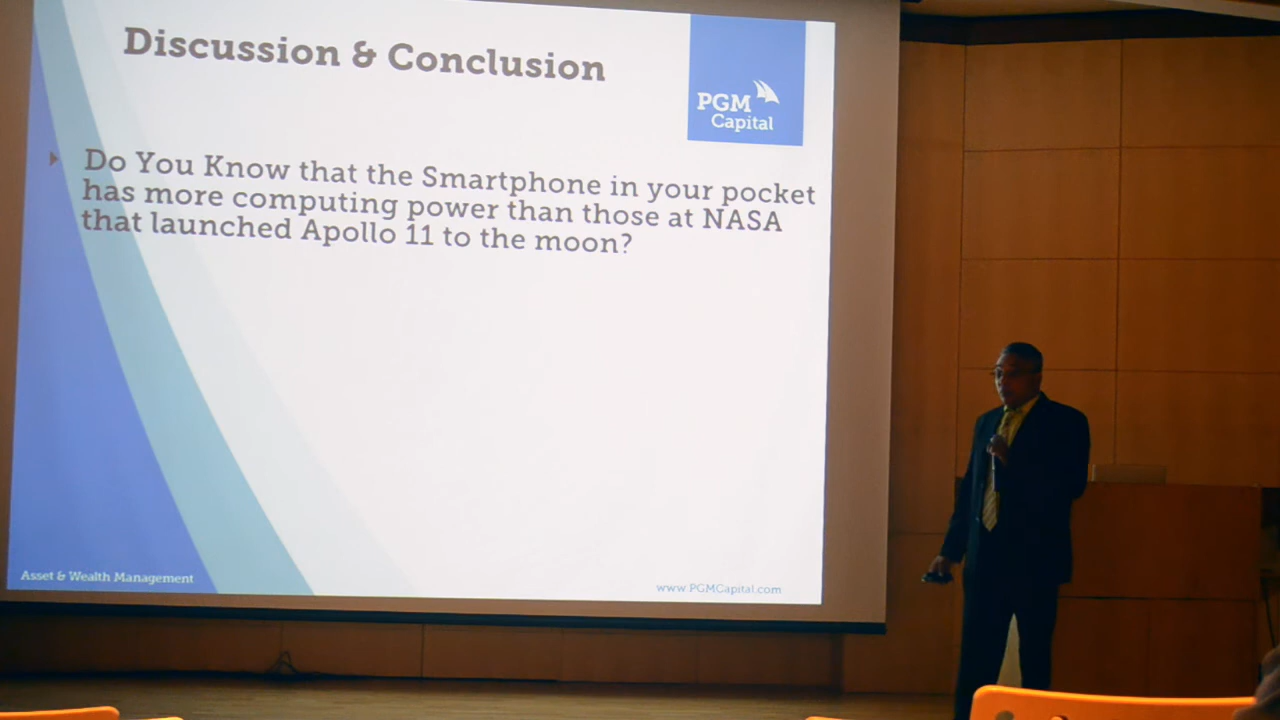 Discussion & Conclusion
PGM
Capital
Do You Know that the Smartphone in your pocket
has more computing power than those at NASA
that launched Apollo 11 to the moon?
Asset & Wealth Management
www.PGMCapital.com